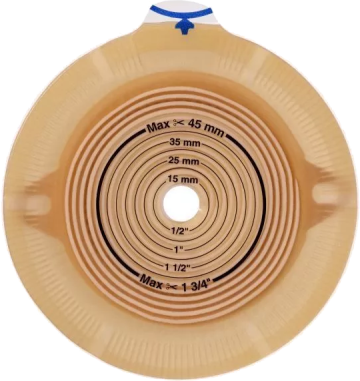 Max ✂ 45 mm
35 mm
25 mm
15 mm
1/2"
1"
1 1/2"
Max ✂ 1 3/4"